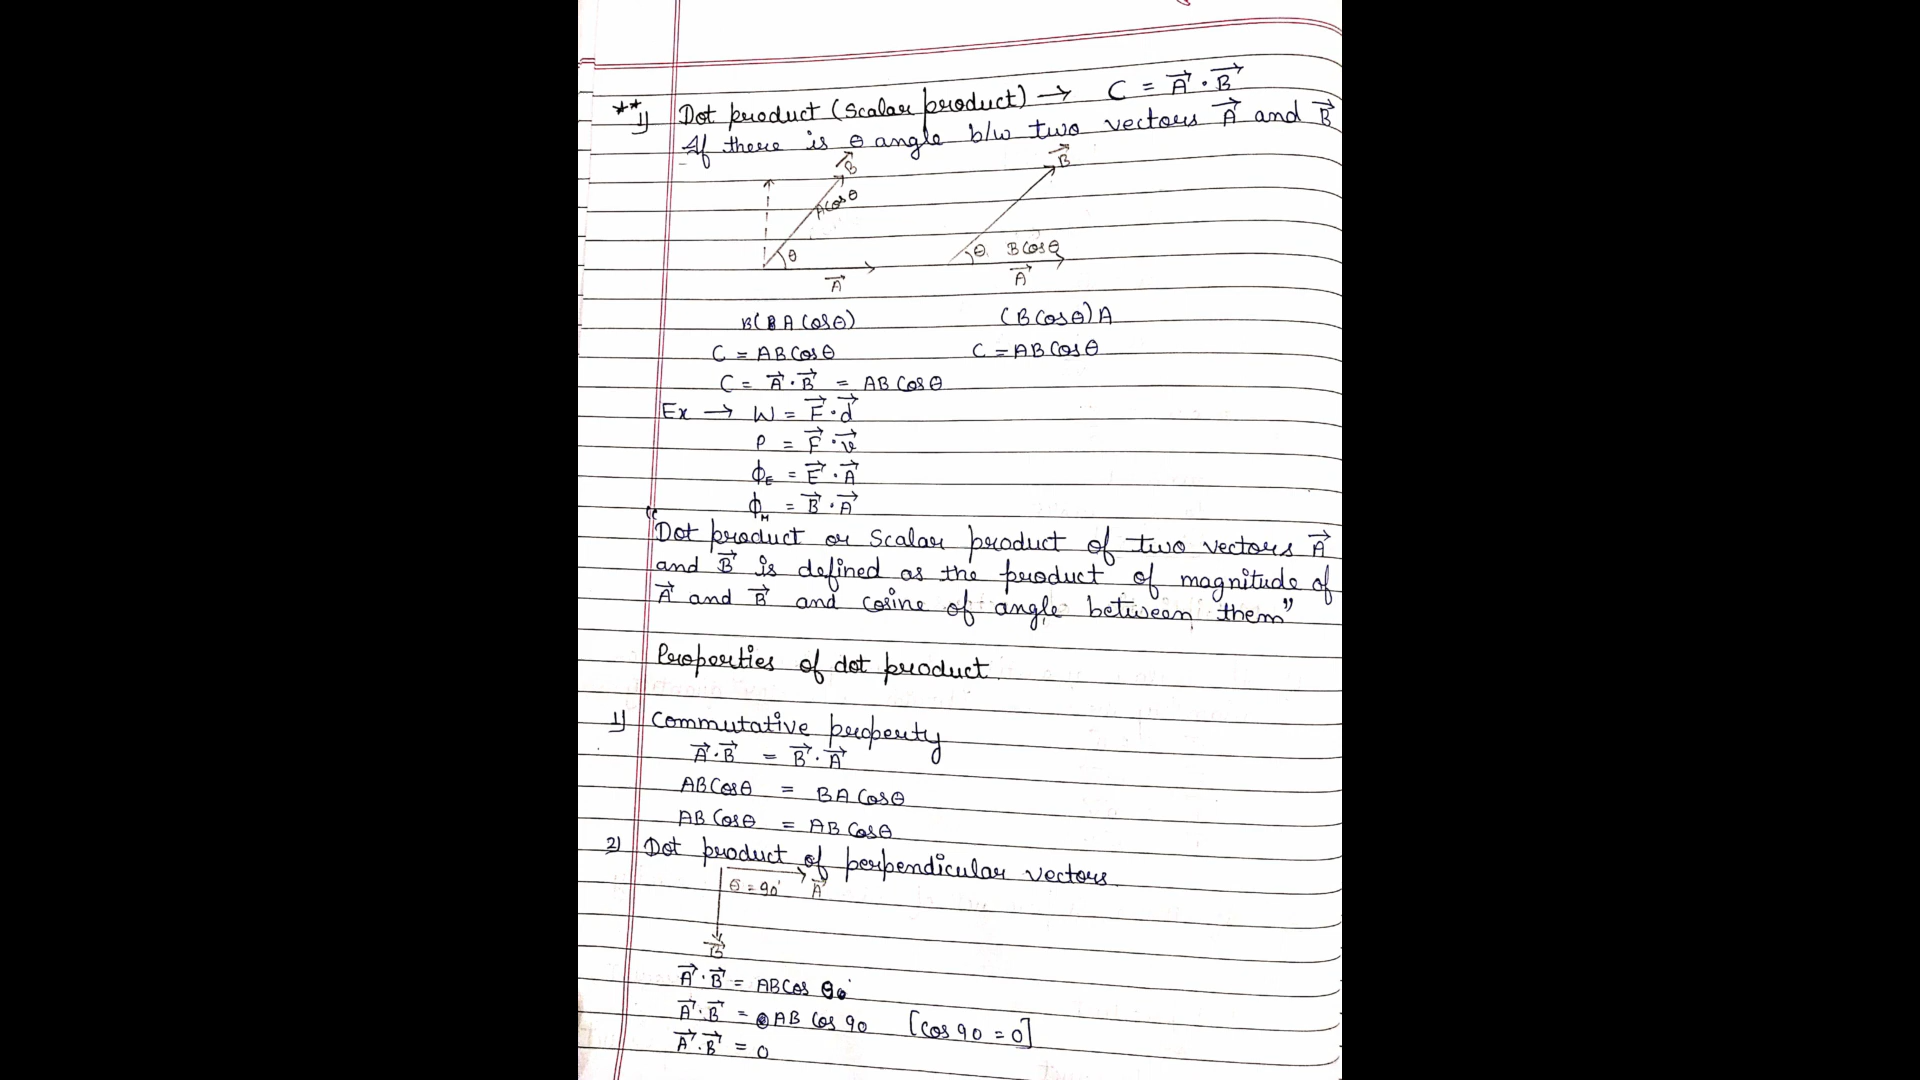 **1) Dot product (Scalar product) → C = A⃗ · B⃗
If there is θ angle b/w two vectors A⃗ and B⃗
B⃗ B⃗
A cosθ
θ θ B cosθ
A⃗ A⃗
B(A cosθ) (B cosθ)A
C = AB cosθ C = AB cosθ
C = A⃗ · B⃗ = AB cosθ
Ex → W = F⃗ · d⃗
P = F⃗ · v⃗
ϕE = E⃗ · A⃗
ϕM = B⃗ · A⃗
"Dot product or Scalar product of two vectors A⃗
and B⃗ is defined as the product of magnitude of
A⃗ and B⃗ and cosine of angle between them"
Properties of dot product.
1) Commutative property
A⃗ · B⃗ = B⃗ · A⃗
AB cosθ = BA cosθ
AB cosθ = AB cosθ
2) Dot product of perpendicular vectors.
θ = 90° A⃗
B⃗
A⃗ · B⃗ = AB cos 90°
A⃗ · B⃗ = AB cos 90 [cos 90 = 0]
A⃗ · B⃗ = 0